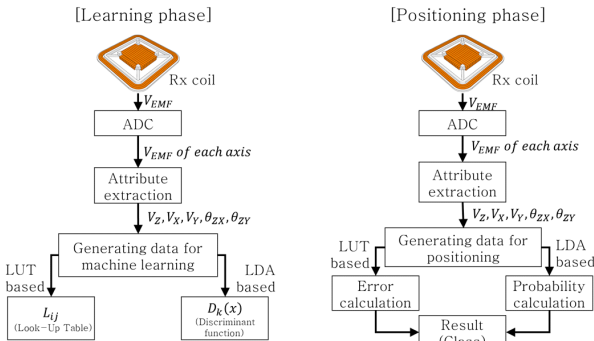 [Learning phase]
Rx coil
V_EMF
ADC
V_EMF of each axis
Attribute
extraction
V_Z, V_X, V_Y, θ_ZX, θ_ZY
Generating data for
machine learning
LUT
based
LDA
based
L_ij
(Look-Up Table)
D_k(x)
(Discriminant
function)
[Positioning phase]
Rx coil
V_EMF
ADC
V_EMF of each axis
Attribute
extraction
V_Z, V_X, V_Y, θ_ZX, θ_ZY
Generating data for
positioning
LUT
based
LDA
based
Error
calculation
Probability
calculation
Result